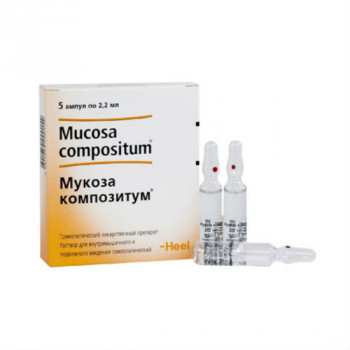 5 ампул по 2,2 мл
Mucosa
compositum®
Мукоза
композитум®
Гомеопатический лекарственный препарат
Раствор для внутримышечного и
подкожного введения гомеопатический
-Heel